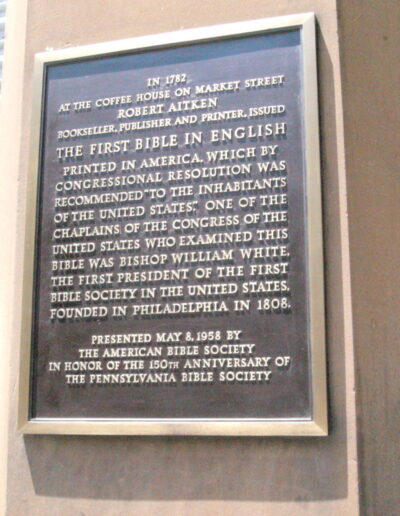 IN 1782
AT THE COFFEE HOUSE ON MARKET STREET
ROBERT AITKEN
BOOKSELLER, PUBLISHER AND PRINTER, ISSUED
THE FIRST BIBLE IN ENGLISH
PRINTED IN AMERICA, WHICH BY
CONGRESSIONAL RESOLUTION WAS
RECOMMENDED "TO THE INHABITANTS
OF THE UNITED STATES." ONE OF THE
CHAPLAINS OF THE CONGRESS OF THE
UNITED STATES WHO EXAMINED THIS
BIBLE WAS BISHOP WILLIAM WHITE,
THE FIRST PRESIDENT OF THE FIRST
BIBLE SOCIETY IN THE UNITED STATES,
FOUNDED IN PHILADELPHIA IN 1808.
PRESENTED MAY 8, 1958 BY
THE AMERICAN BIBLE SOCIETY
IN HONOR OF THE 150TH ANNIVERSARY OF
THE PENNSYLVANIA BIBLE SOCIETY